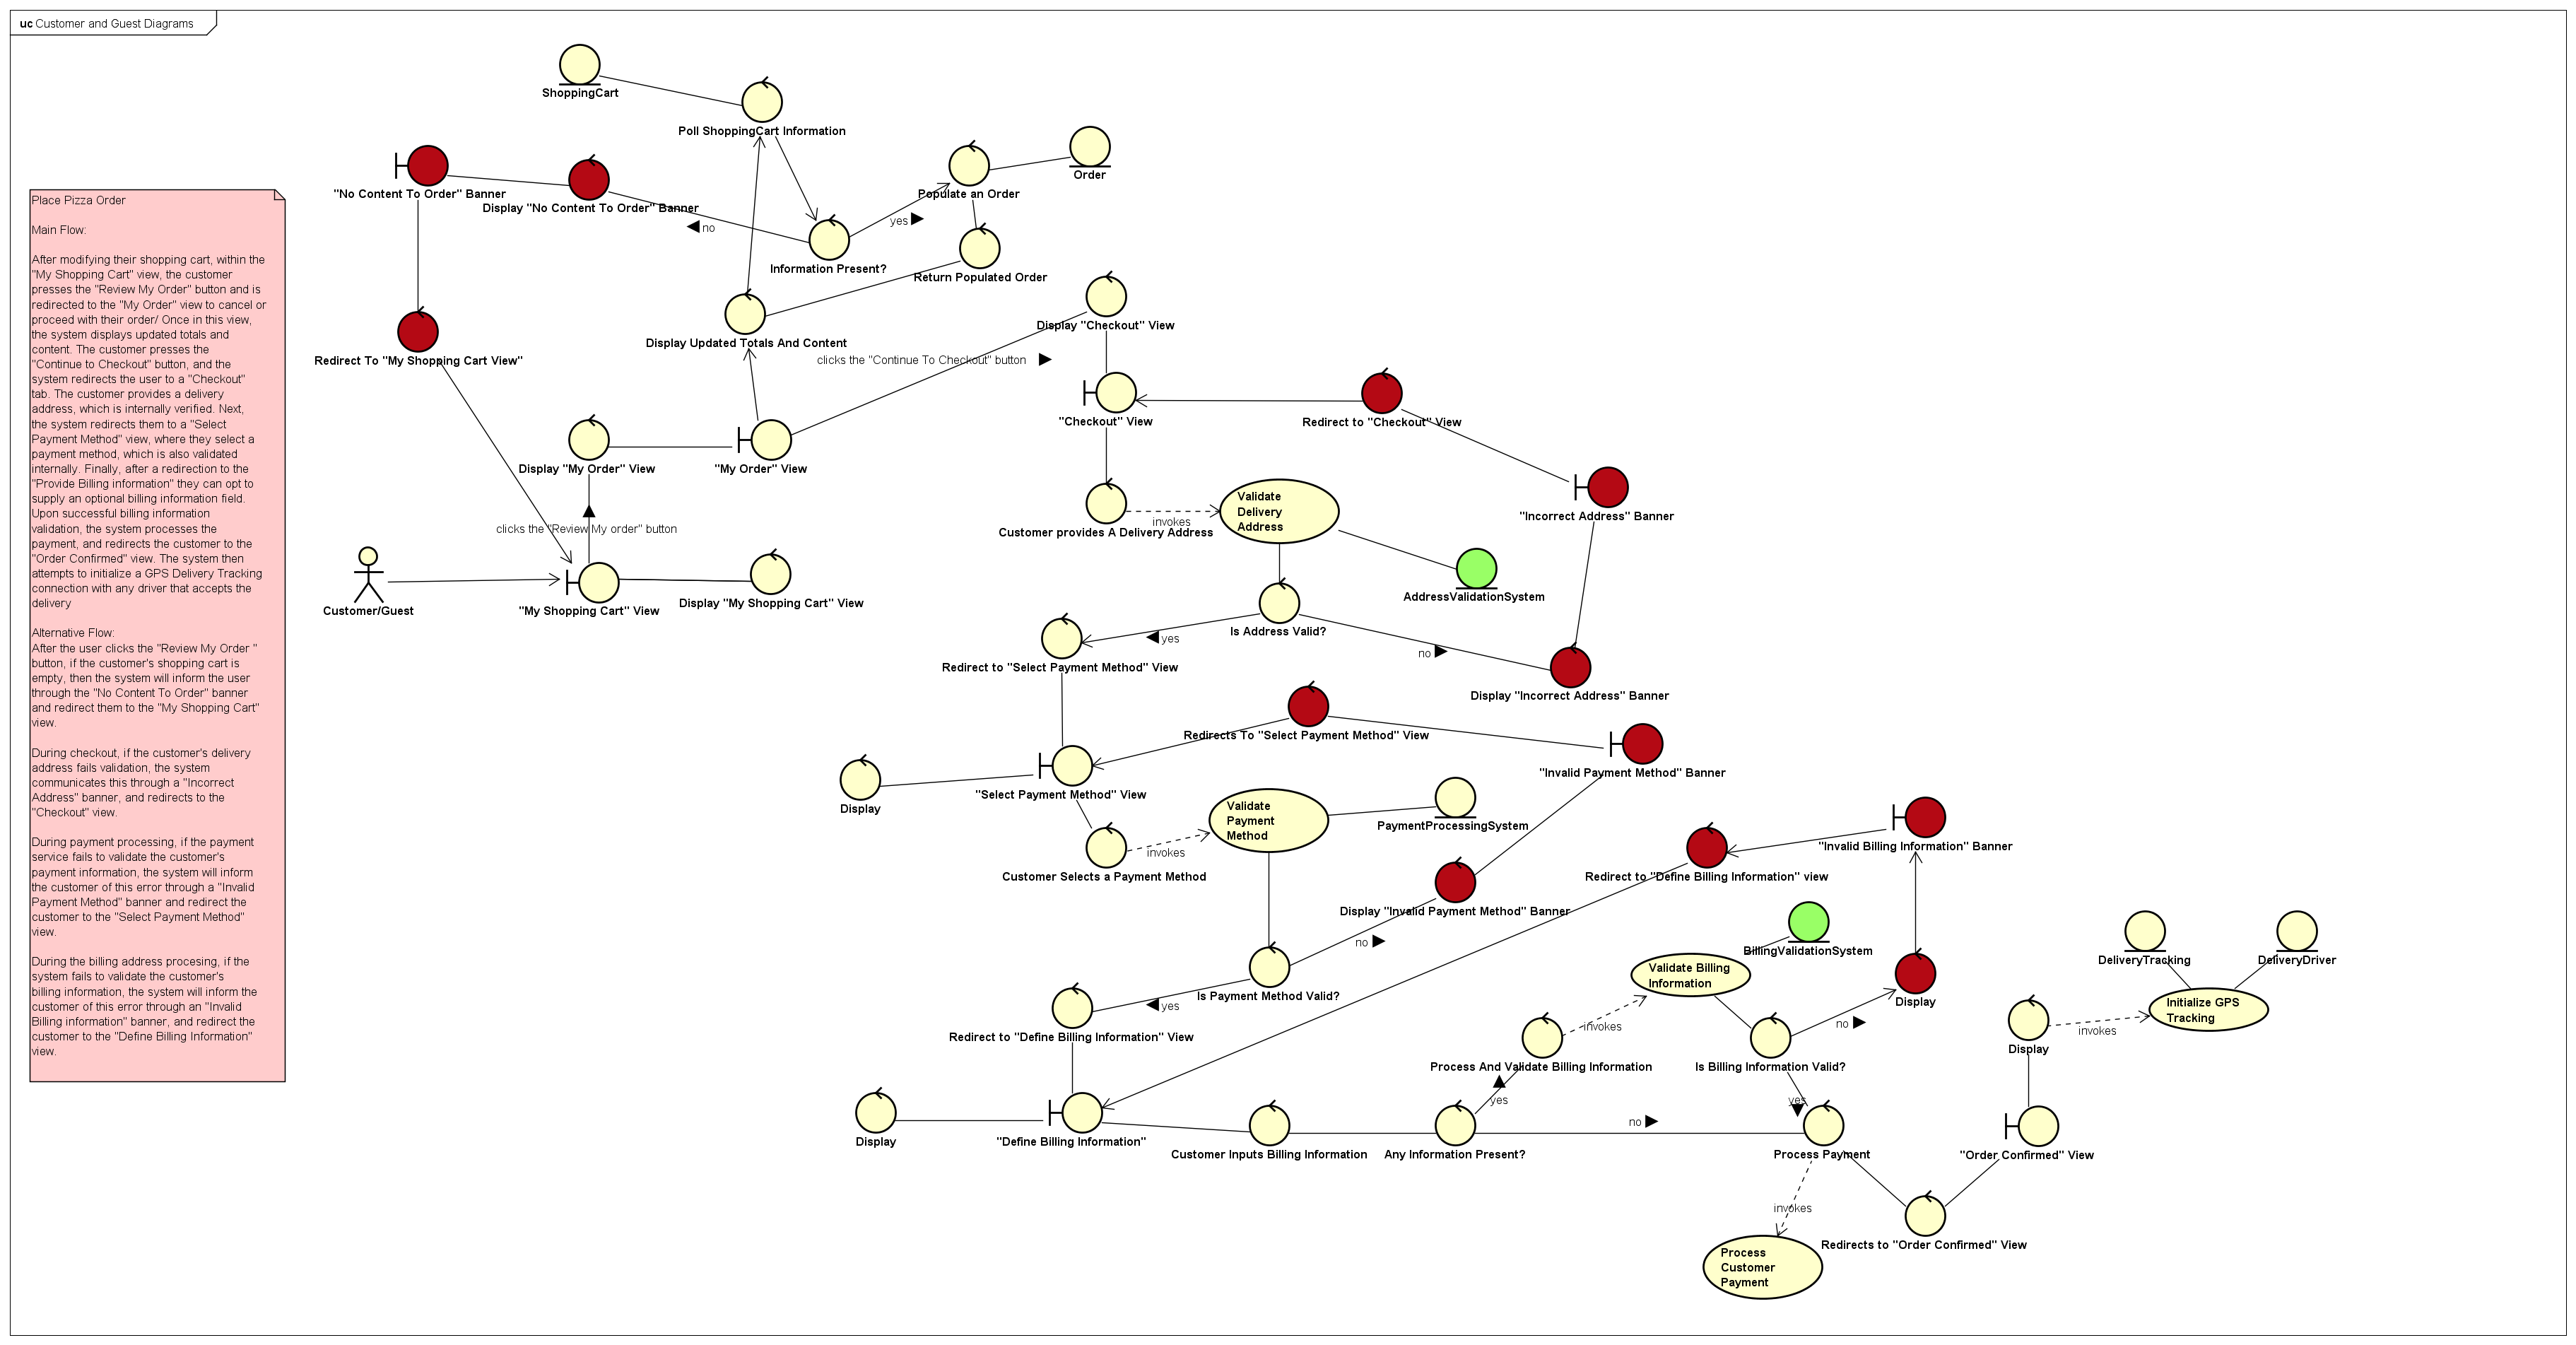 uc Customer and Guest Diagrams
Place Pizza Order
Main Flow:
After modifying their shopping cart, within the
"My Shopping Cart" view, the customer
presses the "Review My Order" button and is
redirected to the "My Order" view to cancel or
proceed with their order/ Once in this view,
the system displays updated totals and
content. The customer presses the
"Continue to Checkout" button, and the
system redirects the user to a "Checkout"
tab. The customer provides a delivery
address, which is internally verified. Next,
the system redirects them to a "Select
Payment Method" view, where they select a
payment method, which is also validated
internally. Finally, after a redirection to the
"Provide Billing information" they can opt to
supply an optional billing information field.
Upon successful billing information
validation, the system processes the
payment, and redirects the customer to the
"Order Confirmed" view. The system then
attempts to initialize a GPS Delivery Tracking
connection with any driver that accepts the
delivery
Alternative Flow:
After the user clicks the "Review My Order "
button, if the customer's shopping cart is
empty, then the system will inform the user
through the "No Content To Order" banner
and redirect them to the "My Shopping Cart"
view.
During checkout, if the customer's delivery
address fails validation, the system
communicates this through a "Incorrect
Address" banner, and redirects to the
"Checkout" view.
During payment processing, if the payment
service fails to validate the customer's
payment information, the system will inform
the customer of this error through a "Invalid
Payment Method" banner and redirect the
customer to the "Select Payment Method"
view.
During the billing address procesing, if the
system fails to validate the customer's
billing information, the system will inform the
customer of this error through an "Invalid
Billing information" banner, and redirect the
customer to the "Define Billing Information"
view.
ShoppingCart
Poll ShoppingCart Information
"No Content To Order" Banner
Display "No Content To Order" Banner
no
yes
Populate an Order
Order
Information Present?
Return Populated Order
Redirect To "My Shopping Cart View"
Display Updated Totals And Content
Display "Checkout" View
clicks the "Continue To Checkout" button
"Checkout" View
Redirect to "Checkout" View
Display "My Order" View
"My Order" View
clicks the "Review My order" button
Customer/Guest
"My Shopping Cart" View
Display "My Shopping Cart" View
Customer provides A Delivery Address
invokes
Validate
Delivery
Address
"Incorrect Address" Banner
AddressValidationSystem
Is Address Valid?
yes
no
Redirect to "Select Payment Method" View
Display "Incorrect Address" Banner
Redirects To "Select Payment Method" View
"Invalid Payment Method" Banner
Display
"Select Payment Method" View
Validate
Payment
Method
PaymentProcessingSystem
invokes
Customer Selects a Payment Method
Display "Invalid Payment Method" Banner
no
Is Payment Method Valid?
yes
Redirect to "Define Billing Information" View
"Invalid Billing Information" Banner
Redirect to "Define Billing Information" view
BillingValidationSystem
Validate Billing
Information
Display
no
invokes
Process And Validate Billing Information
Is Billing Information Valid?
yes
yes
Display
"Define Billing Information"
Customer Inputs Billing Information
Any Information Present?
no
Process Payment
invokes
Process
Customer
Payment
Redirects to "Order Confirmed" View
"Order Confirmed" View
Display
invokes
Initialize GPS
Tracking
DeliveryTracking
DeliveryDriver